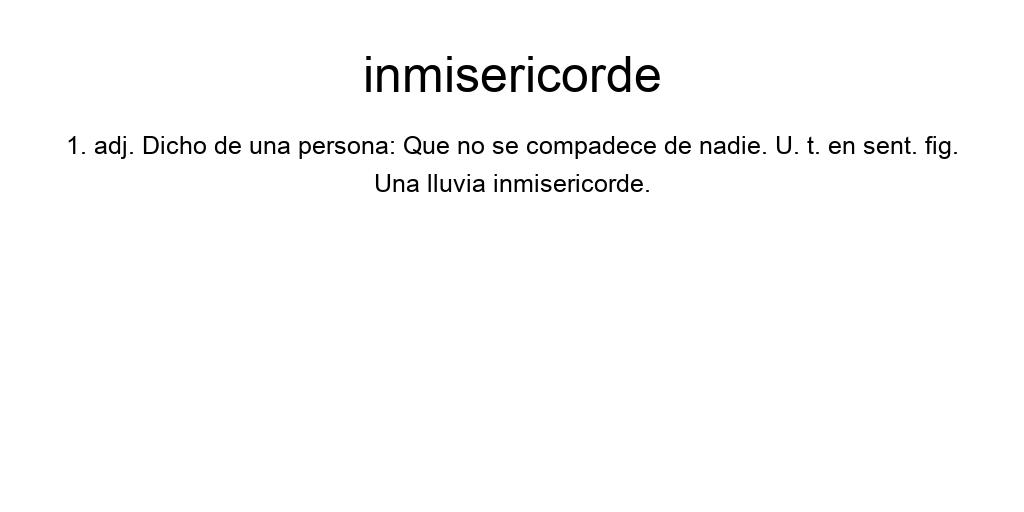 inmisericorde
1. adj. Dicho de una persona: Que no se compadece de nadie. U. t. en sent. fig.
Una lluvia inmisericorde.